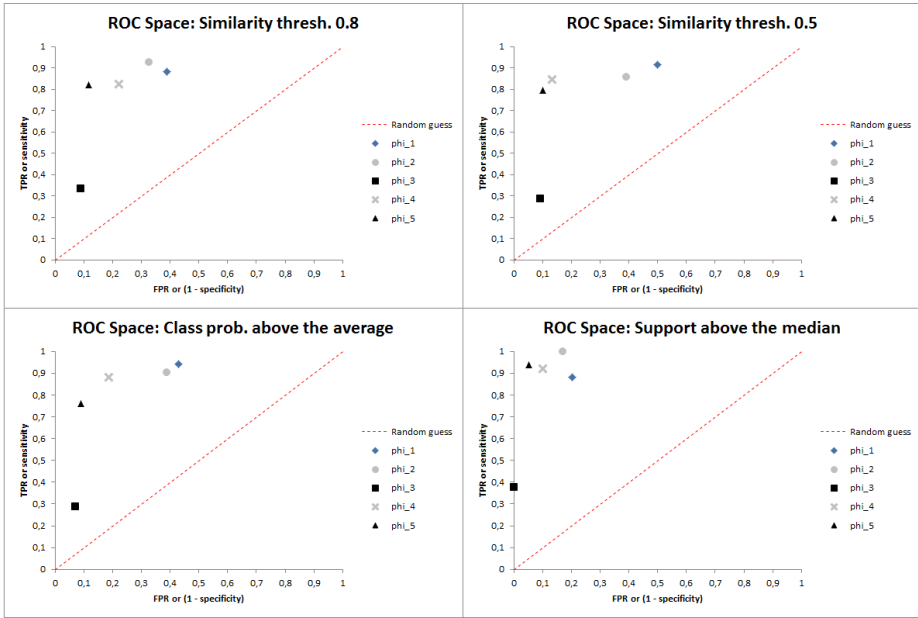 ROC Space: Similarity thresh. 0.8
1
0,9
0,8
0,7
0,6
0,5
0,4
0,3
0,2
0,1
0
TPR or sensitivity
0 0,1 0,2 0,3 0,4 0,5 0,6 0,7 0,8 0,9 1
FPR or (1 - specificity)
Random guess
phi_1
phi_2
phi_3
phi_4
phi_5
ROC Space: Similarity thresh. 0.5
1
0,9
0,8
0,7
0,6
0,5
0,4
0,3
0,2
0,1
0
TPR or sensitivity
0 0,1 0,2 0,3 0,4 0,5 0,6 0,7 0,8 0,9 1
FPR or (1 - specificity)
Random guess
phi_1
phi_2
phi_3
phi_4
phi_5
ROC Space: Class prob. above the average
1
0,9
0,8
0,7
0,6
0,5
0,4
0,3
0,2
0,1
0
TPR or sensitivity
0 0,1 0,2 0,3 0,4 0,5 0,6 0,7 0,8 0,9 1
FPR or (1 - specificity)
Random guess
phi_1
phi_2
phi_3
phi_4
phi_5
ROC Space: Support above the median
1
0,9
0,8
0,7
0,6
0,5
0,4
0,3
0,2
0,1
0
TPR or sensitivity
0 0,1 0,2 0,3 0,4 0,5 0,6 0,7 0,8 0,9 1
FPR or (1 - specificity)
Random guess
phi_1
phi_2
phi_3
phi_4
phi_5